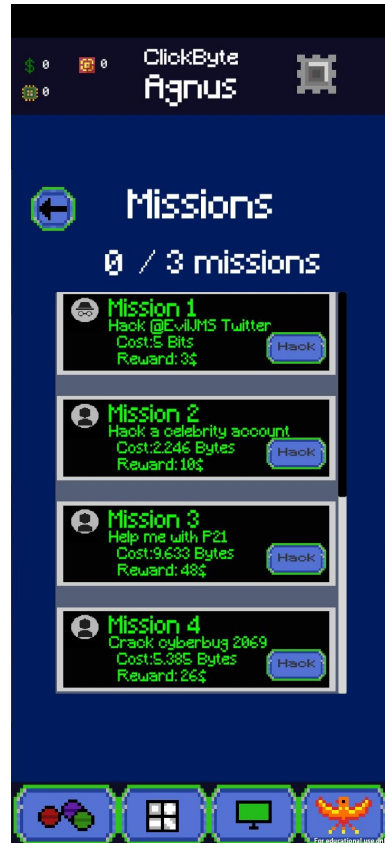 $ 0
0
ClickByte
0
Agnus
Missions
0 / 3 missions
Mission 1
Hack @EvilJMS Twitter
Cost:5 Bits
Reward:3$
Hack
Mission 2
Hack a celebrity account
Cost:2.246 Bytes
Reward:10$
Hack
Mission 3
Help me with P21
Cost:9.633 Bytes
Reward:48$
Hack
Mission 4
Crack cyberbug 2069
Cost:5.385 Bytes
Reward:26$
Hack
For educational use on